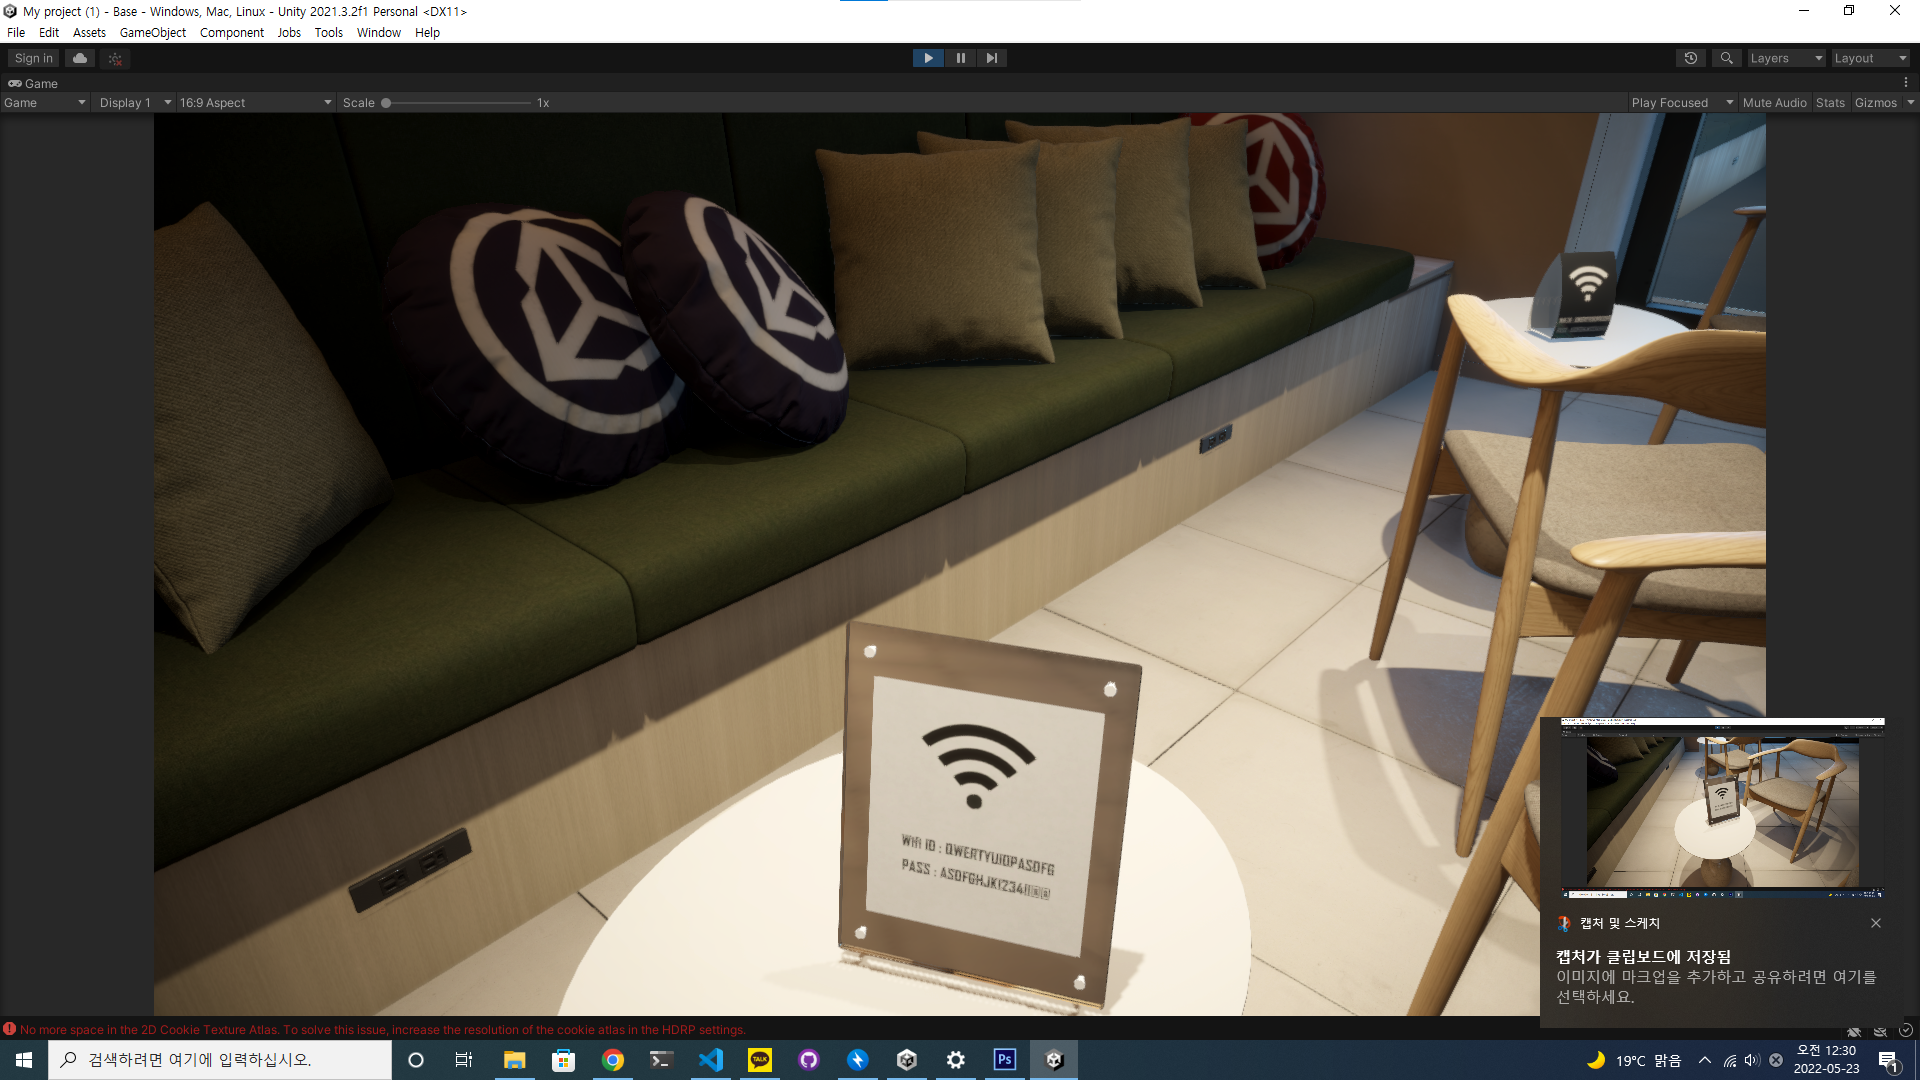 My project (1) - Base - Windows, Mac, Linux - Unity 2021.3.2f1 Personal <DX11>
File Edit Assets GameObject Component Jobs Tools Window Help
Sign in
Layers
Layout
Game
Game
Display 1
16:9 Aspect
Scale
1x
Play Focused
Mute Audio
Stats
Gizmos
Wifi ID : QWERTYUIOPASDFG
PASS :
캡처 및 스케치
캡처가 클립보드에 저장됨
이미지에 마크업을 추가하고 공유하려면 여기를
선택하세요.
No more space in the 2D Cookie Texture Atlas. To solve this issue, increase the resolution of the cookie atlas in the HDRP settings.
검색하려면 여기에 입력하십시오.
TALK
Ps
19°C 맑음
오전 12:30
2022-05-23
1